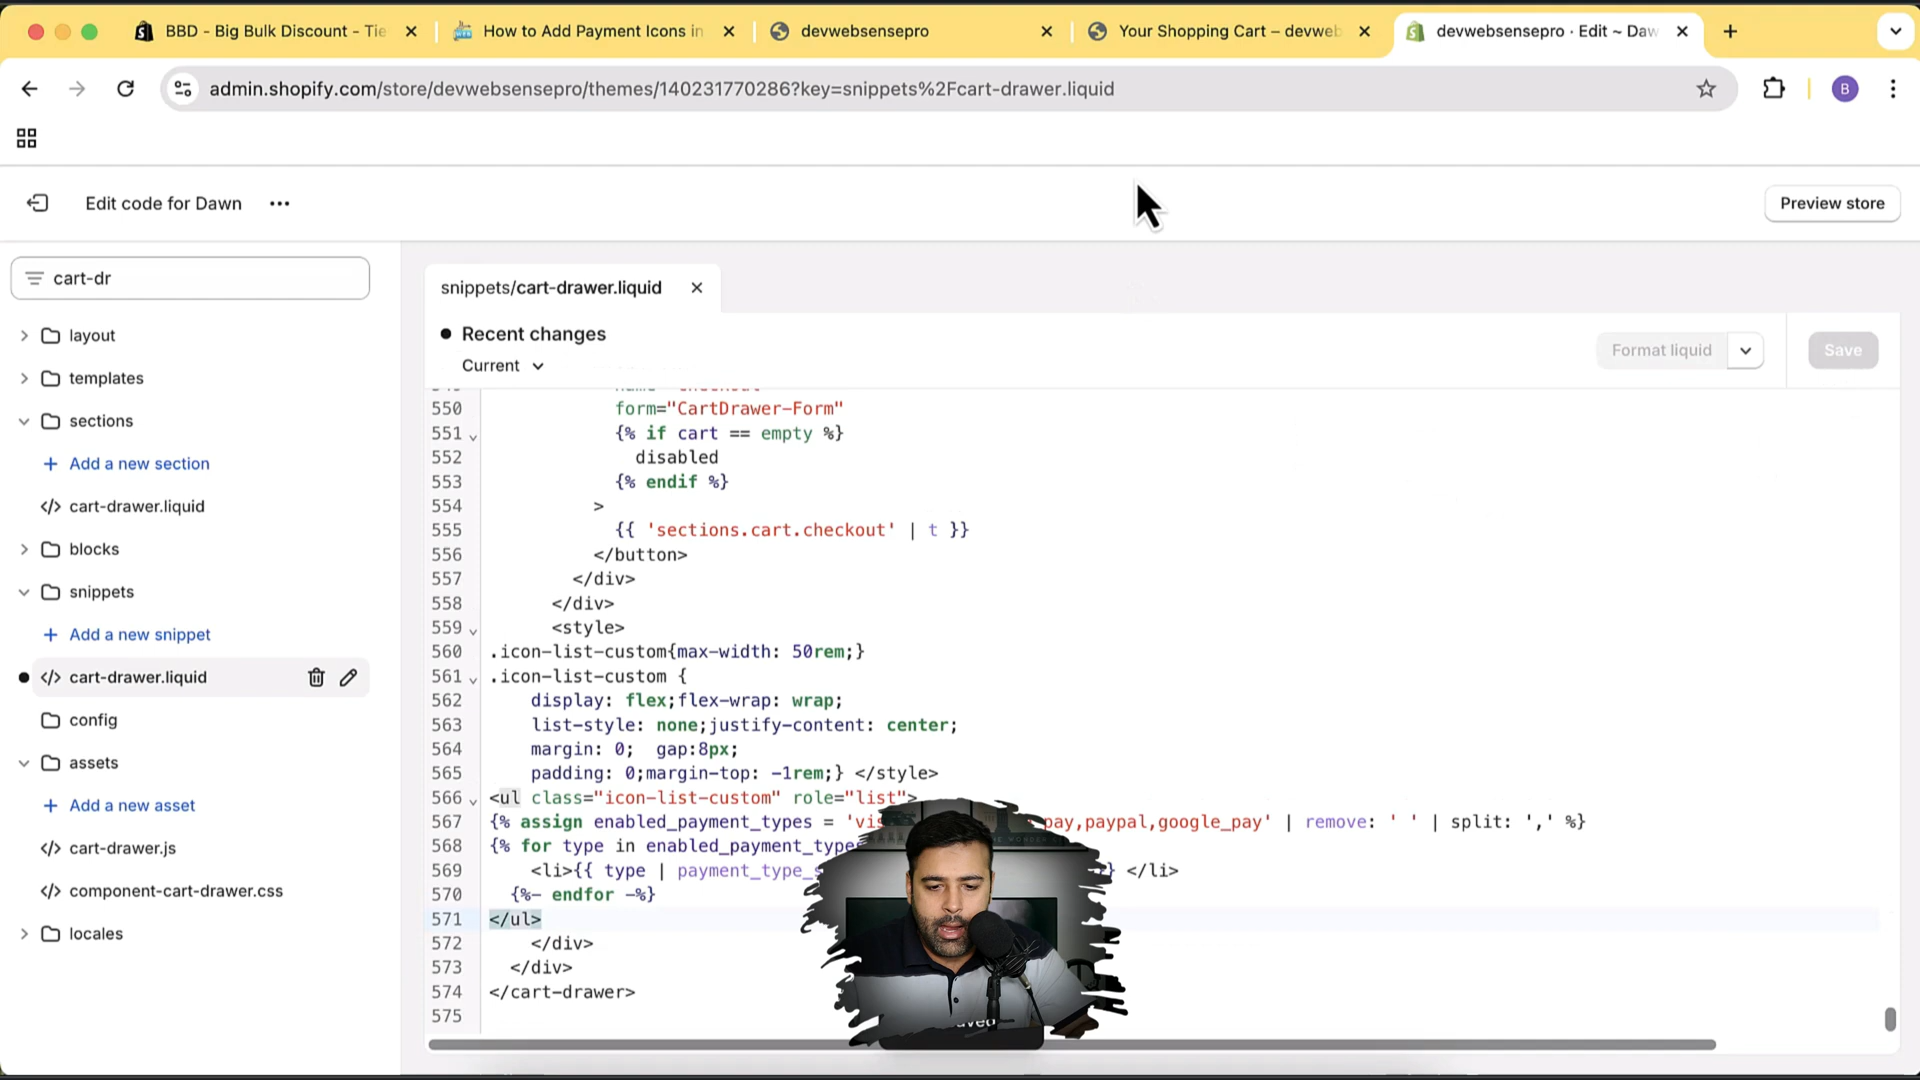 BBD - Big Bulk Discount - Tie
How to Add Payment Icons in
devwebsensepro
Your Shopping Cart – devweb
devwebsensepro · Edit ~ Daw
admin.shopify.com/store/devwebsensepro/themes/140231770286?key=snippets%2Fcart-drawer.liquid
B
Edit code for Dawn
Preview store
cart-dr
layout
templates
sections
Add a new section
cart-drawer.liquid
blocks
snippets
Add a new snippet
cart-drawer.liquid
config
assets
Add a new asset
cart-drawer.js
component-cart-drawer.css
locales
snippets/cart-drawer.liquid
Recent changes
Current
Format liquid
Save
550 form="CartDrawer-Form"
551 {% if cart == empty %}
552 disabled
553 {% endif %}
554 >
555 {{ 'sections.cart.checkout' | t }}
556 </button>
557 </div>
558 </div>
559 <style>
560 .icon-list-custom{max-width: 50rem;}
561 .icon-list-custom {
562 display: flex;flex-wrap: wrap;
563 list-style: none;justify-content: center;
564 margin: 0;  gap:8px;
565 padding: 0;margin-top: -1rem;} </style>
566 <ul class="icon-list-custom" role="list">
567 {% assign enabled_payment_types = 'vis pay,paypal,google_pay' | remove: ' ' | split: ',' %}
568 {% for type in enabled_payment_types
569 <li>{{ type | payment_type_s }} </li>
570 {%- endfor -%}
571 </ul>
572 </div>
573 </div>
574 </cart-drawer>
575